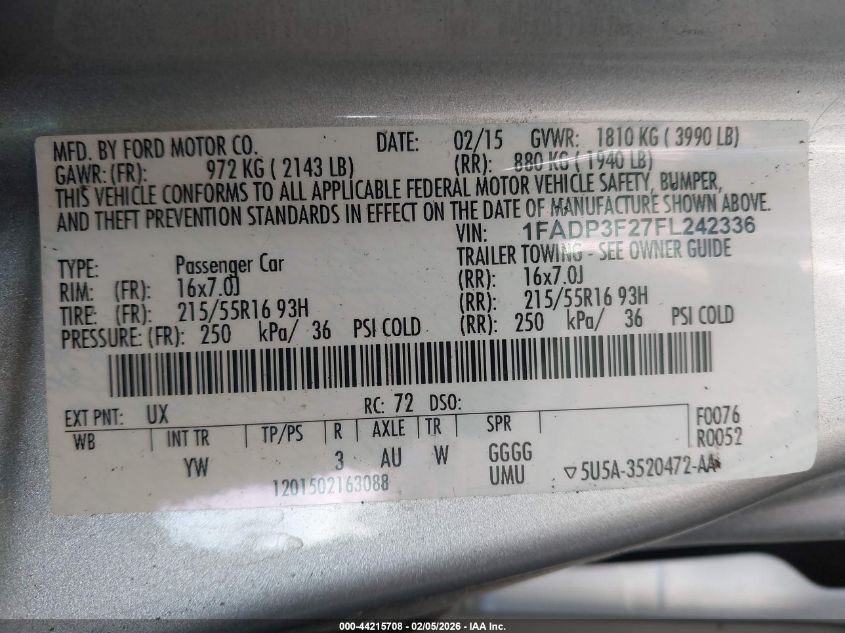 MFD. BY FORD MOTOR CO. DATE: 02/15 GVWR: 1810 KG ( 3990 LB)
GAWR: (FR): 972 KG ( 2143 LB) (RR): 880 KG ( 1940 LB)
THIS VEHICLE CONFORMS TO ALL APPLICABLE FEDERAL MOTOR VEHICLE SAFETY, BUMPER,
AND THEFT PREVENTION STANDARDS IN EFFECT ON THE DATE OF MANUFACTURE SHOWN ABOVE.
VIN: 1FADP3F27FL242336
TYPE: Passenger Car TRAILER TOWING - SEE OWNER GUIDE
RIM: (FR): 16x7.0J (RR): 16x7.0J
TIRE: (FR): 215/55R16 93H (RR): 215/55R16 93H
PRESSURE: (FR): 250 kPa/ 36 PSI COLD (RR): 250 kPa/ 36 PSI COLD
EXT PNT: UX RC: 72 DSO: F0076
WB INT TR TP/PS R AXLE TR SPR R0052
YW 3 AU W GGGG
UMU 5U5A-3520472-AA
1201502163088
000-44215708 - 02/05/2026 - IAA Inc.